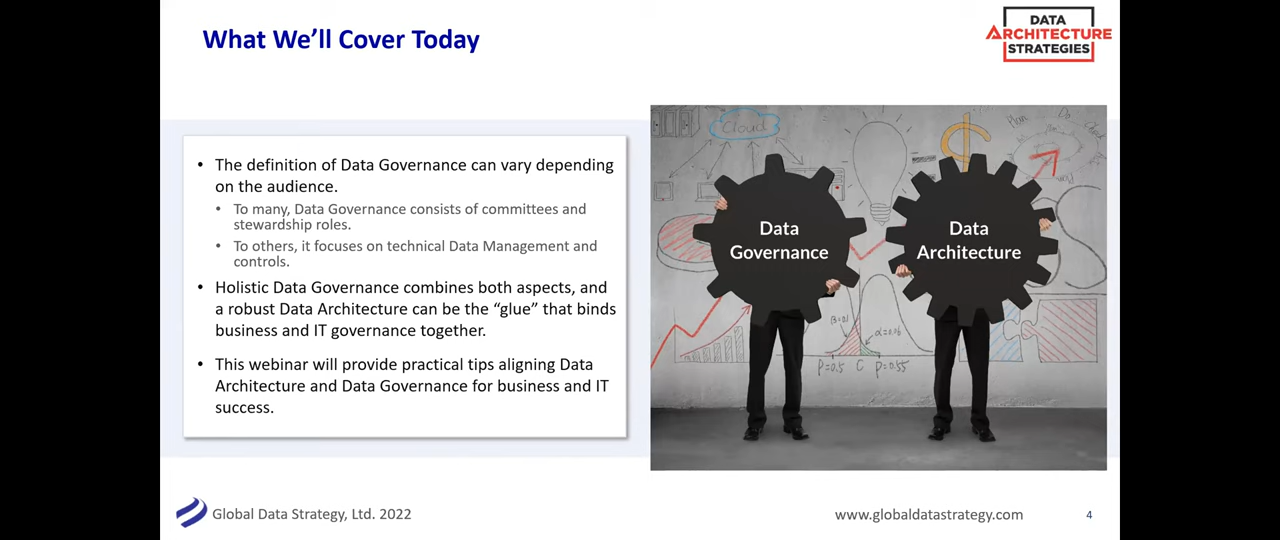 What We'll Cover Today
DATA
ARCHITECTURE
STRATEGIES
• The definition of Data Governance can vary depending
on the audience.
• To many, Data Governance consists of committees and
stewardship roles.
• To others, it focuses on technical Data Management and
controls.
• Holistic Data Governance combines both aspects, and
a robust Data Architecture can be the “glue” that binds
business and IT governance together.
• This webinar will provide practical tips aligning Data
Architecture and Data Governance for business and IT
success.
Cloud
Plan
Do
Data
Governance
Data
Architecture
P=0.5 C P=0.55
Global Data Strategy, Ltd. 2022
www.globaldatastrategy.com
4